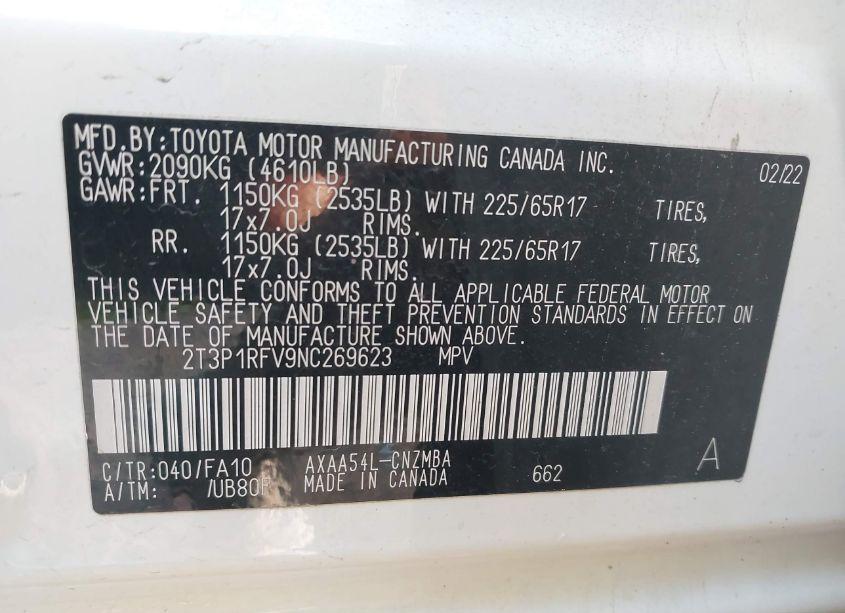 MFD.BY:TOYOTA MOTOR MANUFACTURING CANADA INC. 02/22
GVWR:2090KG (4610LB)
GAWR:FRT. 1150KG (2535LB) WITH 225/65R17 TIRES,
17x7.0J RIMS.
RR. 1150KG (2535LB) WITH 225/65R17 TIRES,
17x7.0J RIMS.
THIS VEHICLE CONFORMS TO ALL APPLICABLE FEDERAL MOTOR
VEHICLE SAFETY AND THEFT PREVENTION STANDARDS IN EFFECT ON
THE DATE OF MANUFACTURE SHOWN ABOVE.
2T3P1RFV9NC269623 MPV
C/TR:040/FA10 AXAA54L-CNZMBA A
A/TM: /UB80F MADE IN CANADA 662